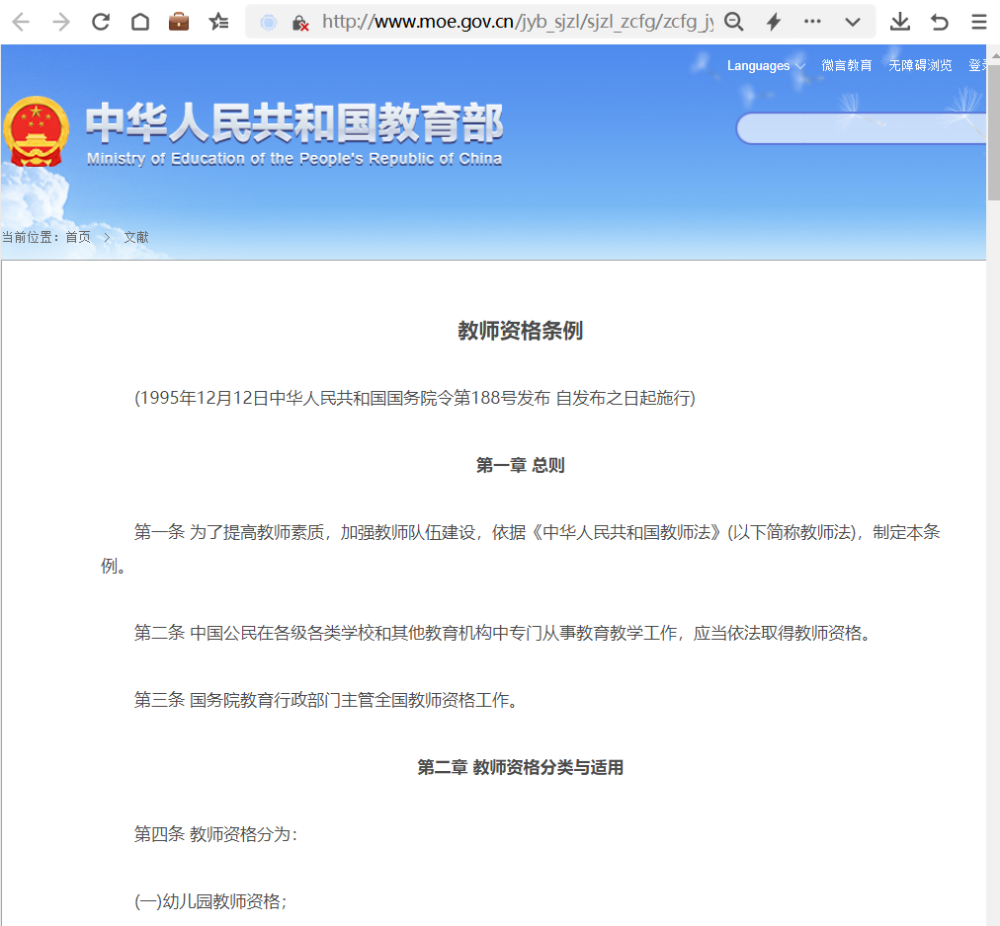 http://www.moe.gov.cn/jyb_sjzl/sjzl_zcfg/zcfg_jy
Languages 微言教育 无障碍浏览 登
中华人民共和国教育部
Ministry of Education of the People's Republic of China
当前位置：首页 > 文献
教师资格条例
(1995年12月12日中华人民共和国国务院令第188号发布 自发布之日起施行)
第一章 总则
第一条 为了提高教师素质，加强教师队伍建设，依据《中华人民共和国教师法》(以下简称教师法)，制定本条
例。
第二条 中国公民在各级各类学校和其他教育机构中专门从事教育教学工作，应当依法取得教师资格。
第三条 国务院教育行政部门主管全国教师资格工作。
第二章 教师资格分类与适用
第四条 教师资格分为：
(一)幼儿园教师资格；